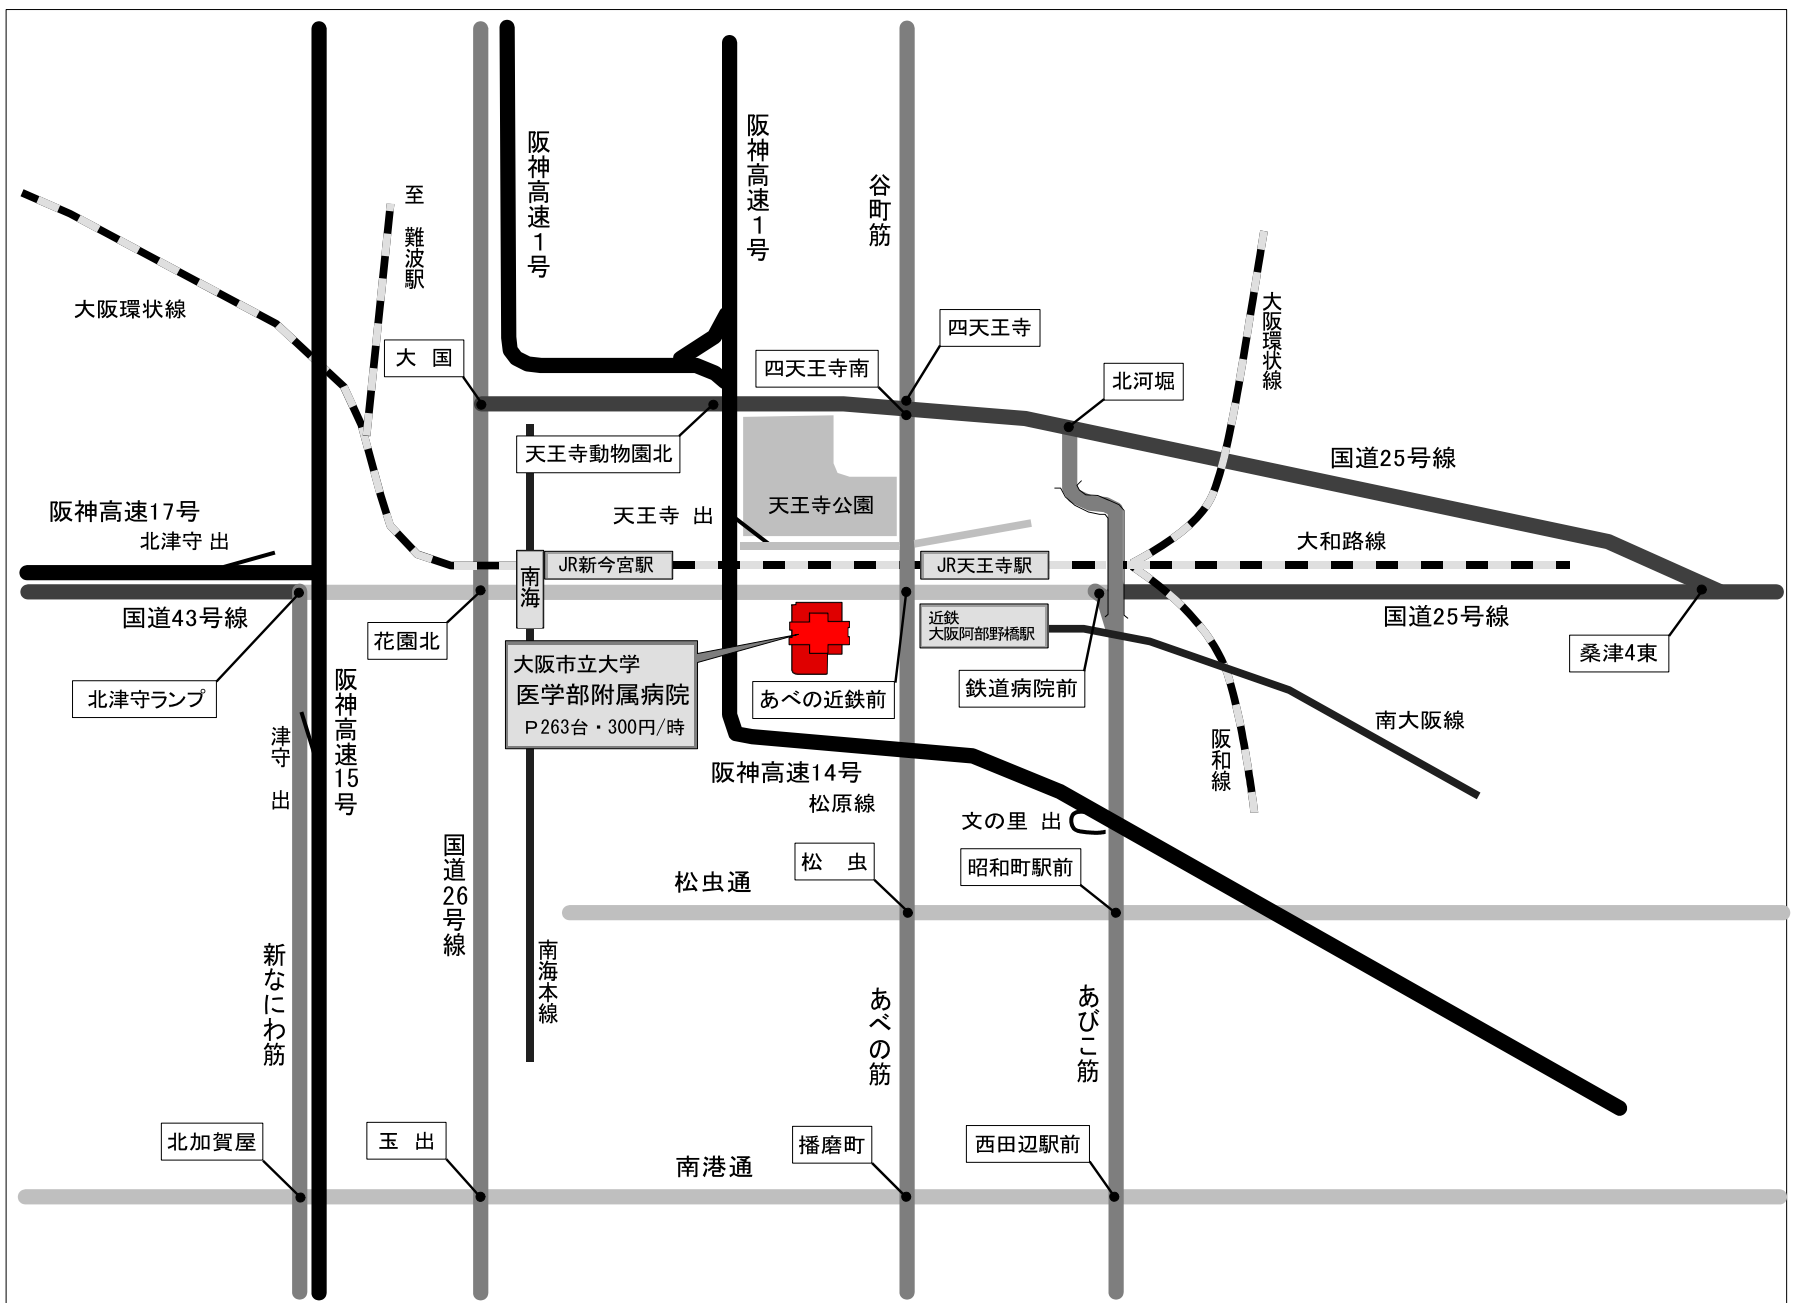 阪神高速1号
阪神高速1号
谷町筋
至 難波駅
大阪環状線
大阪環状線
四天王寺
大 国
四天王寺南
北河堀
天王寺動物園北
国道25号線
阪神高速17号
北津守 出
天王寺 出
天王寺公園
大和路線
南海
JR新今宮駅
JR天王寺駅
国道43号線
花園北
近鉄
大阪阿部野橋駅
国道25号線
桑津4東
大阪市立大学
医学部附属病院
P263台・300円/時
北津守ランプ
あべの近鉄前
鉄道病院前
阪神高速15号
津守 出
南大阪線
阪和線
阪神高速14号
松原線
文の里 出
国道26号線
松虫通
松 虫
昭和町駅前
新なにわ筋
南海本線
あべの筋
あびこ筋
北加賀屋
玉 出
南港通
播磨町
西田辺駅前